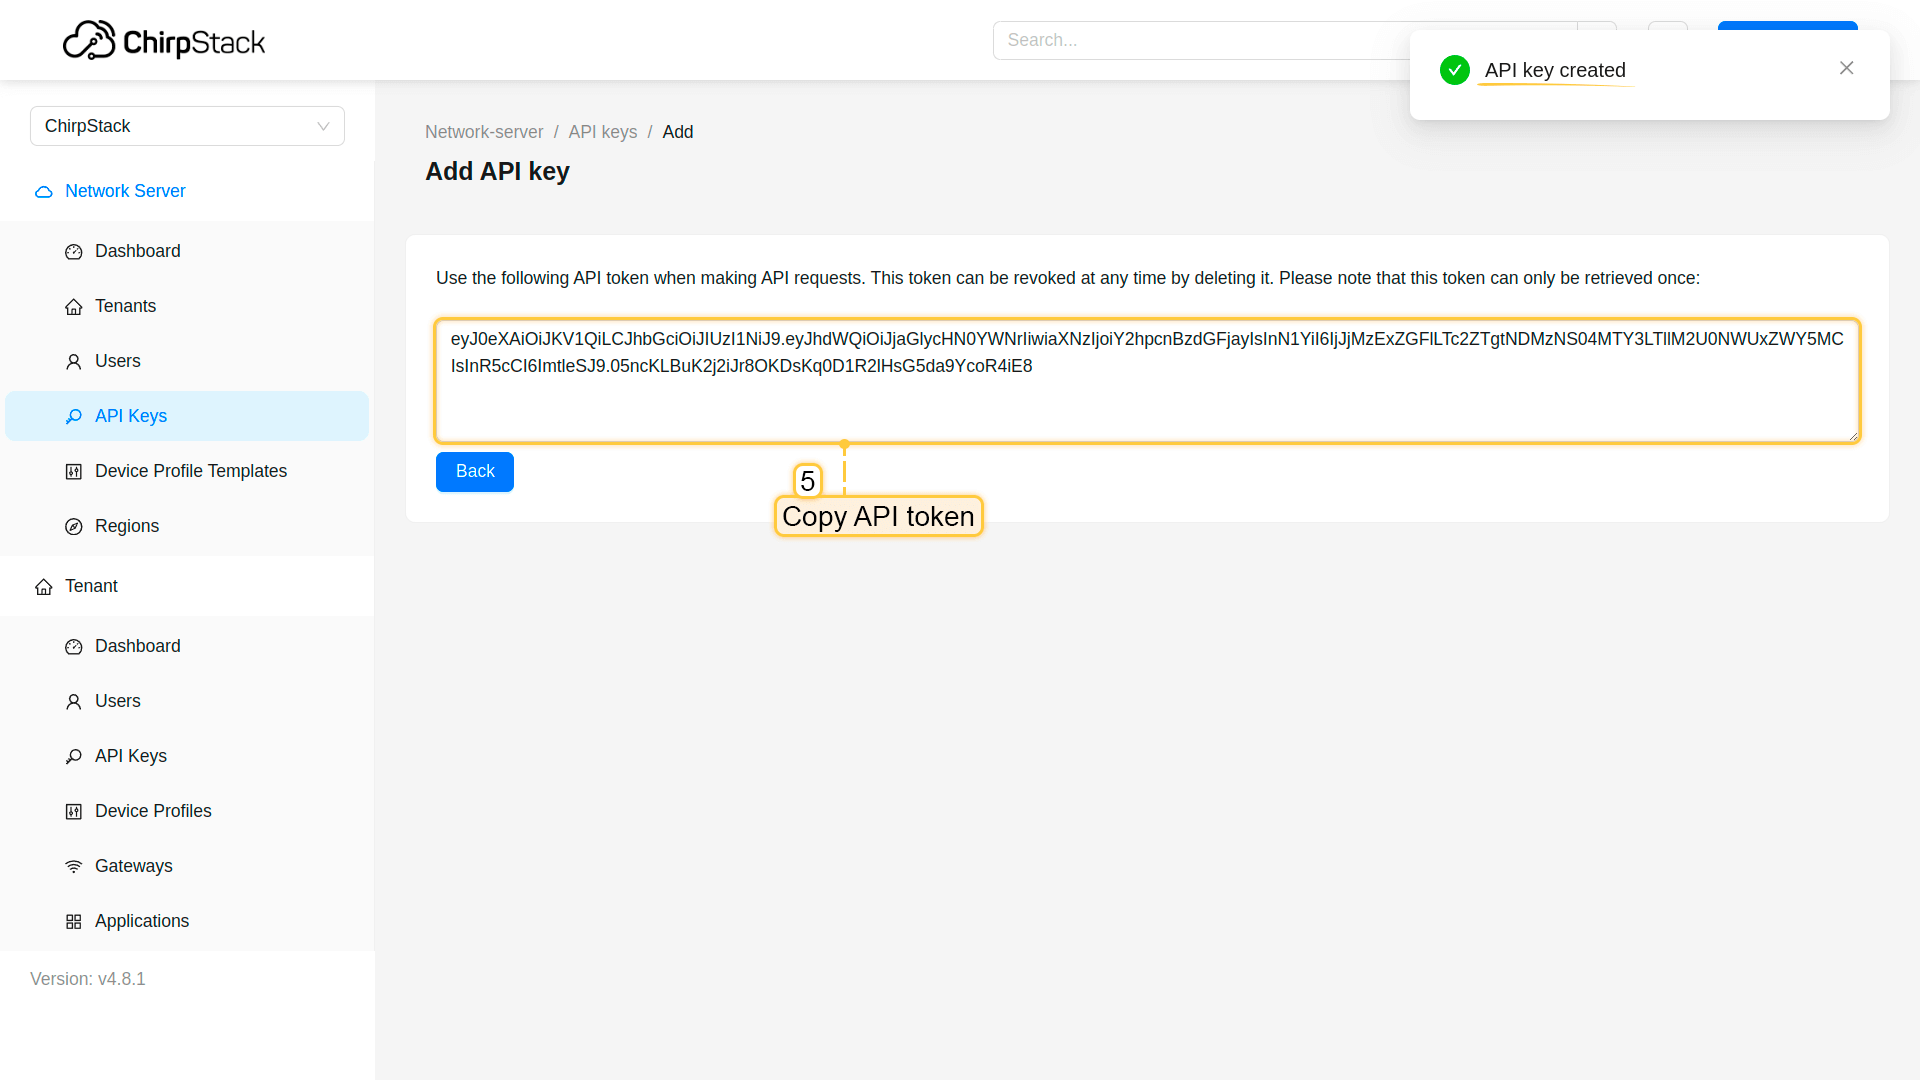 ChirpStack
Search...
API key created
ChirpStack
Network-server / API keys / Add
Add API key
Network Server
Dashboard
Tenants
Users
API Keys
Device Profile Templates
Regions
Tenant
Dashboard
Users
API Keys
Device Profiles
Gateways
Applications
Version: v4.8.1
Use the following API token when making API requests. This token can be revoked at any time by deleting it. Please note that this token can only be retrieved once:
eyJ0eXAiOiJKV1QiLCJhbGciOiJIUzI1NiJ9.eyJhdWQiOiJjaGlycHN0YWNrIiwiaXNzIjoiY2hpcnBzdGFjayIsInN1YiI6IjJjMzExZGFlLTc2ZTgtNDMzNS04MTY3LTllM2U0NWUxZWY5MC
IsInR5cCI6ImtleSJ9.05ncKLBuK2j2iJr8OKDsKq0D1R2lHsG5da9YcoR4iE8
Back
5
Copy API token